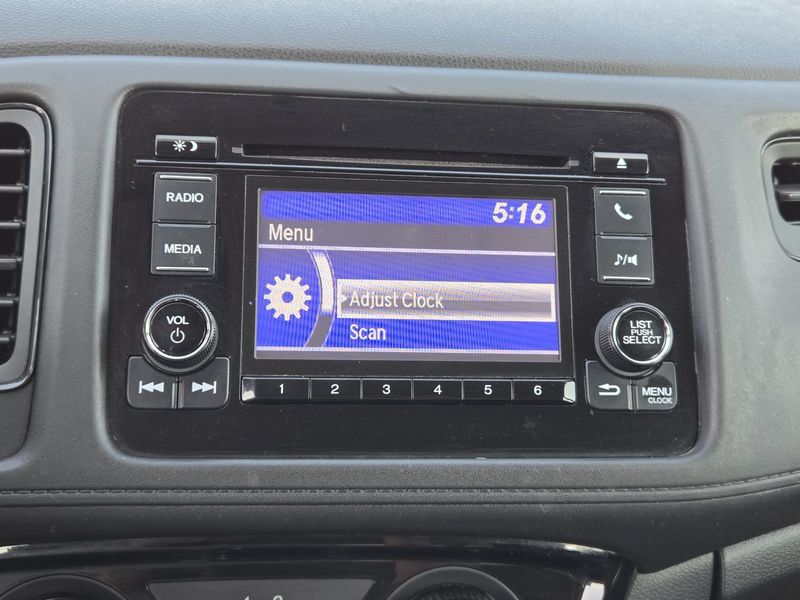 RADIO
MEDIA
VOL
5:16
Menu
Adjust Clock
Scan
LIST
PUSH
SELECT
1 2 3 4 5 6
MENU
CLOCK